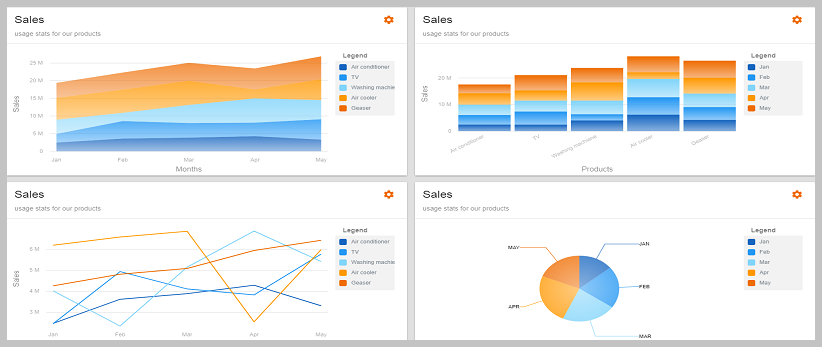 Sales
usage stats for our products
Legend
Air conditioner
TV
Washing machine
Air cooler
Geaser
Sales
25 M
20 M
15 M
10 M
5 M
0
Jan
Feb
Mar
Apr
May
Months
Sales
usage stats for our products
Legend
Jan
Feb
Mar
Apr
May
Sales
20 M
10 M
0
Air conditioner
TV
Washing machiene
Air cooler
Geaser
Products
Sales
usage stats for our products
Legend
Air conditioner
TV
Washing machine
Air cooler
Geaser
Sales
6 M
5 M
4 M
3 M
Jan
Feb
Mar
Apr
May
Sales
usage stats for our products
Legend
Jan
Feb
Mar
Apr
May
MAY
JAN
FEB
APR
MAR